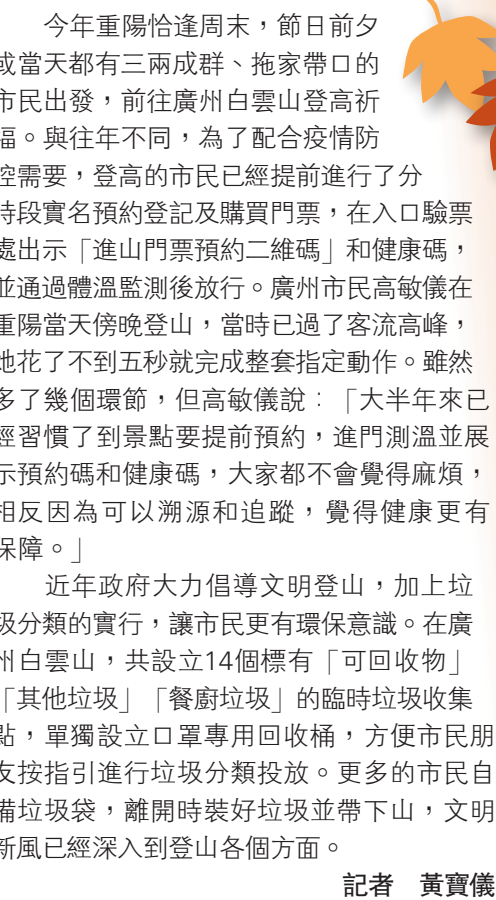 今年重陽恰逢周末，節日前夕
或當天都有三兩成群、拖家帶口的
市民出發，前往廣州白雲山登高祈
福。與往年不同，為了配合疫情防
控需要，登高的市民已經提前進行了分
時段實名預約登記及購買門票，在入口驗票
處出示「進山門票預約二維碼」和健康碼，
並通過體溫監測後放行。廣州市民高敏儀在
重陽當天傍晚登山，當時已過了客流高峰，
她花了不到五秒就完成整套指定動作。雖然
多了幾個環節，但高敏儀說：「大半年來已
經習慣了到景點要提前預約，進門測溫並展
示預約碼和健康碼，大家都不會覺得麻煩，
相反因為可以溯源和追蹤，覺得健康更有
保障。」
近年政府大力倡導文明登山，加上垃
圾分類的實行，讓市民更有環保意識。在廣
州白雲山，共設立14個標有「可回收物」
「其他垃圾」「餐廚垃圾」的臨時垃圾收集
點，單獨設立口罩專用回收桶，方便市民朋
友按指引進行垃圾分類投放。更多的市民自
備垃圾袋，離開時裝好垃圾並帶下山，文明
新風已經深入到登山各個方面。
記者　黃寶儀